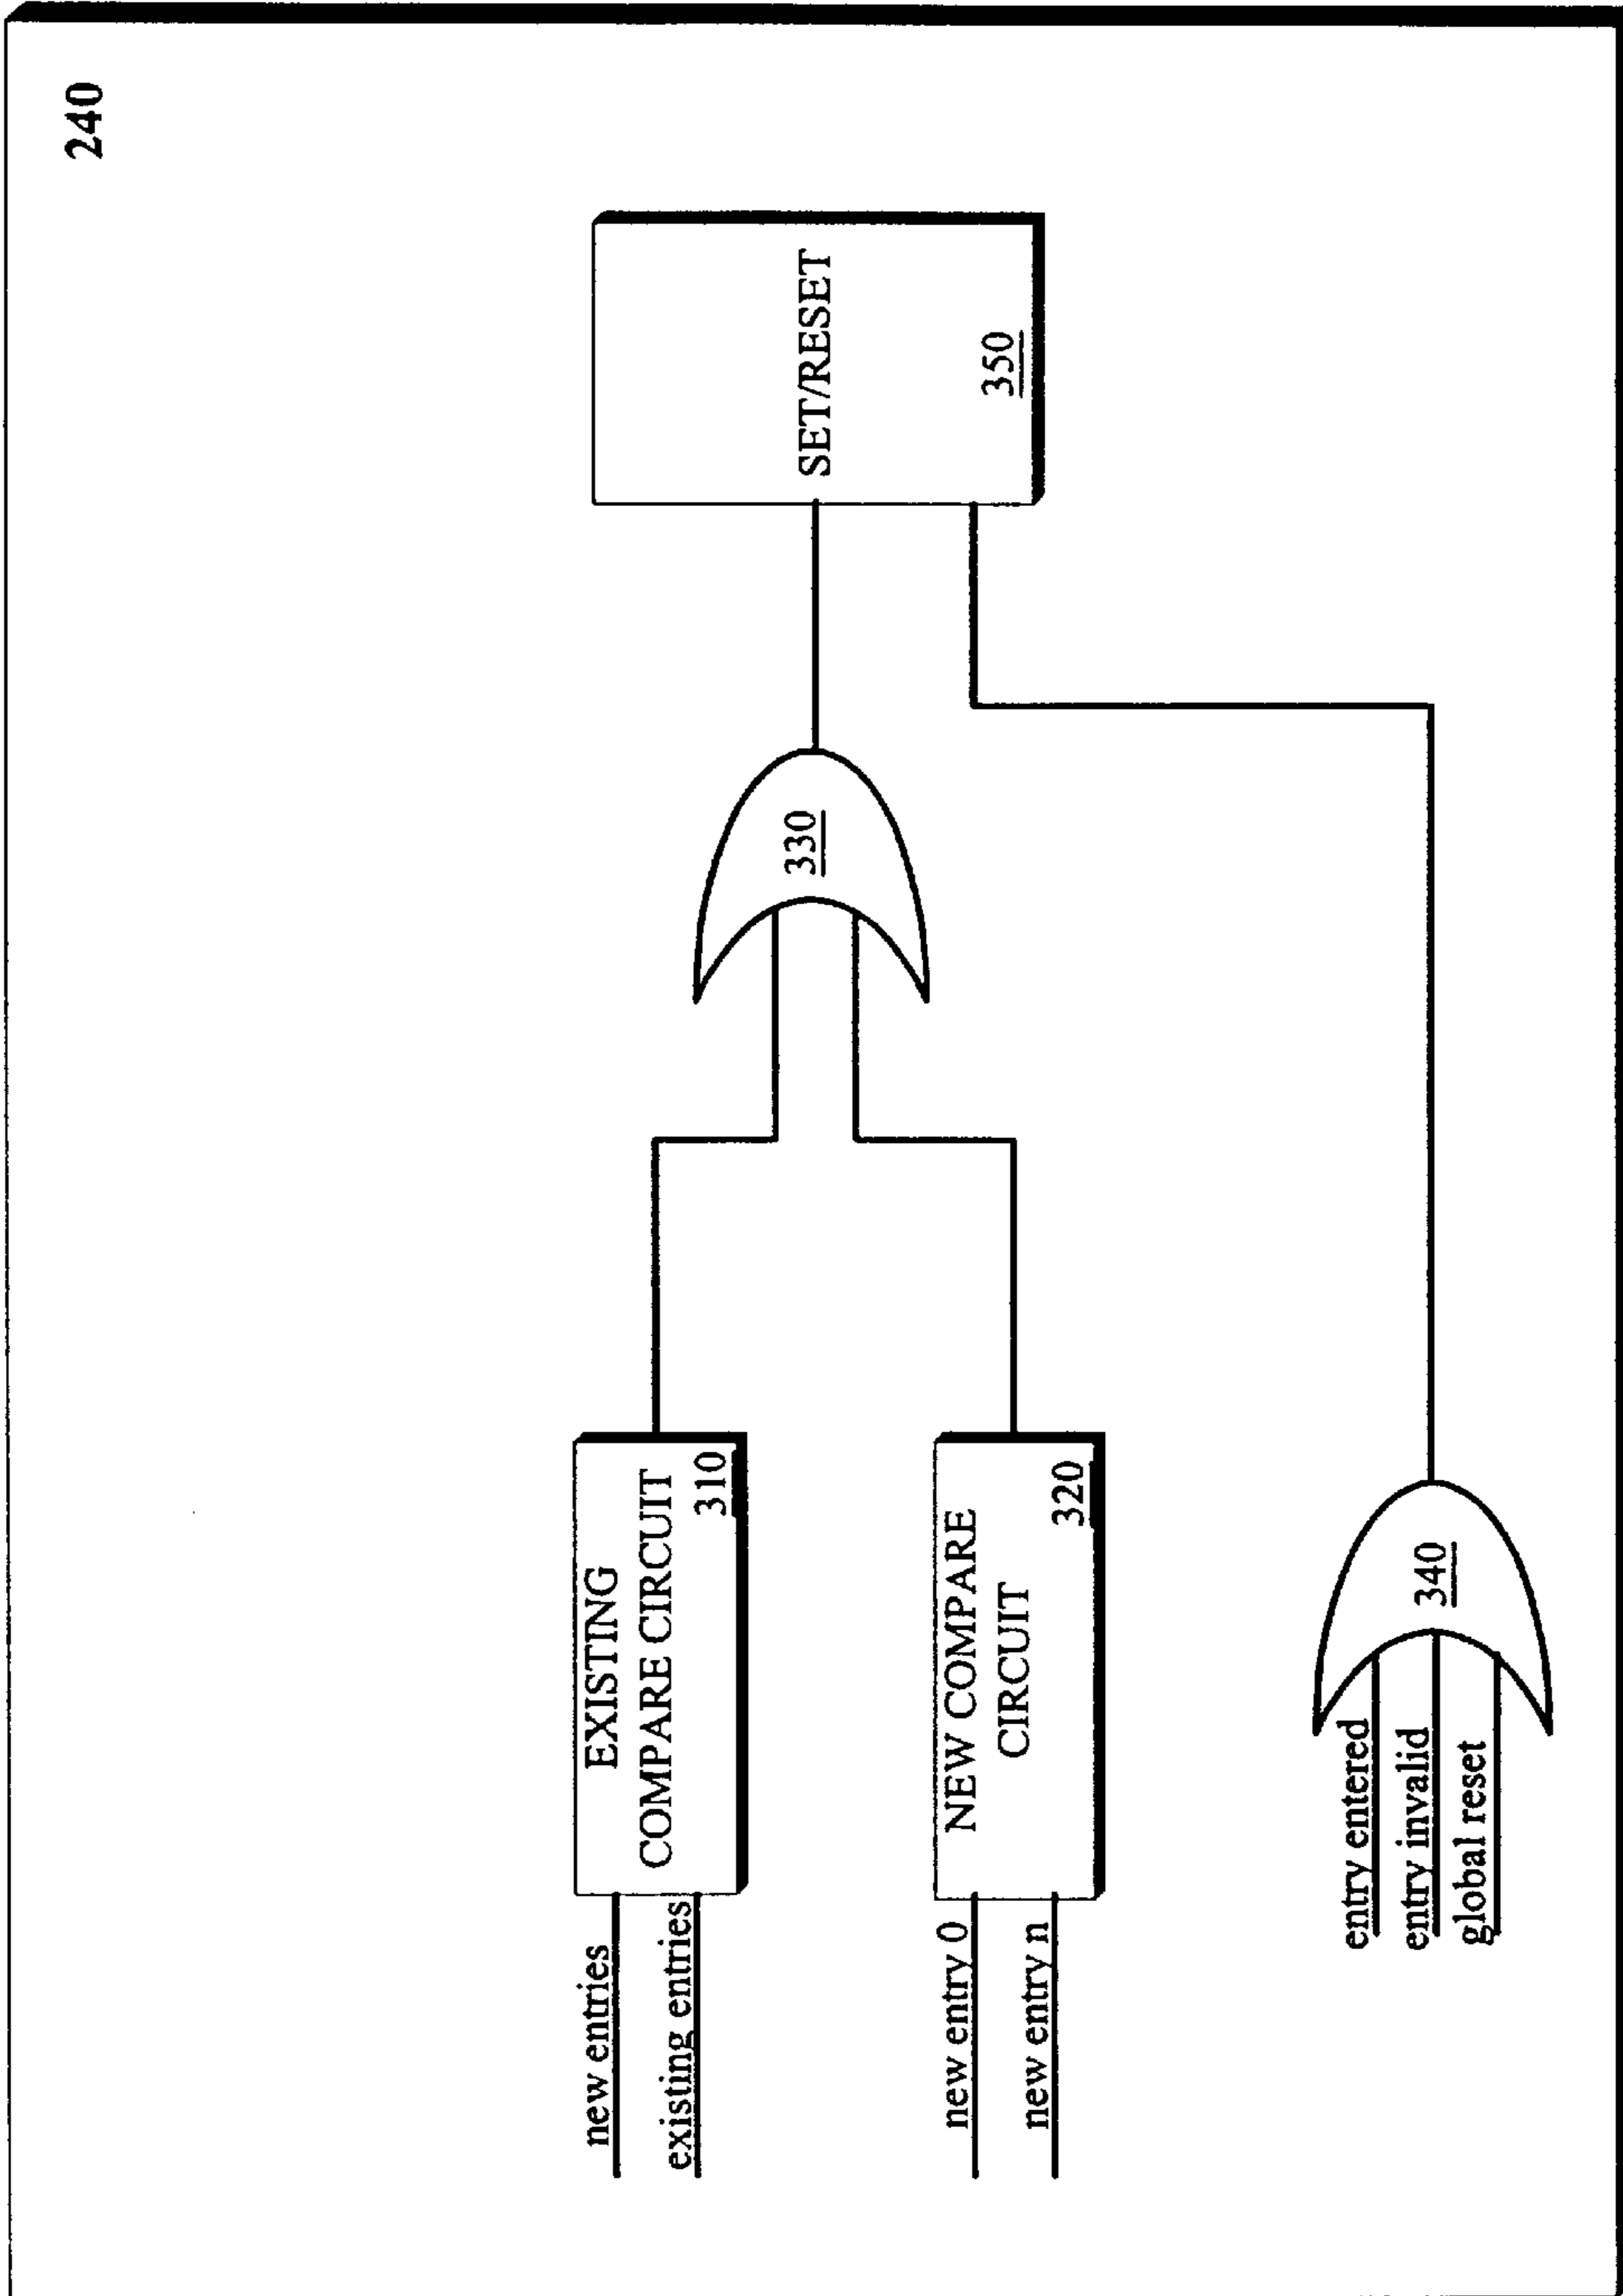 240
new entries
existing entries
EXISTING
COMPARE CIRCUIT
310
new entry 0
new entry n
NEW COMPARE
CIRCUIT
320
330
SET/RESET
350
entry entered
entry invalid
global reset
340